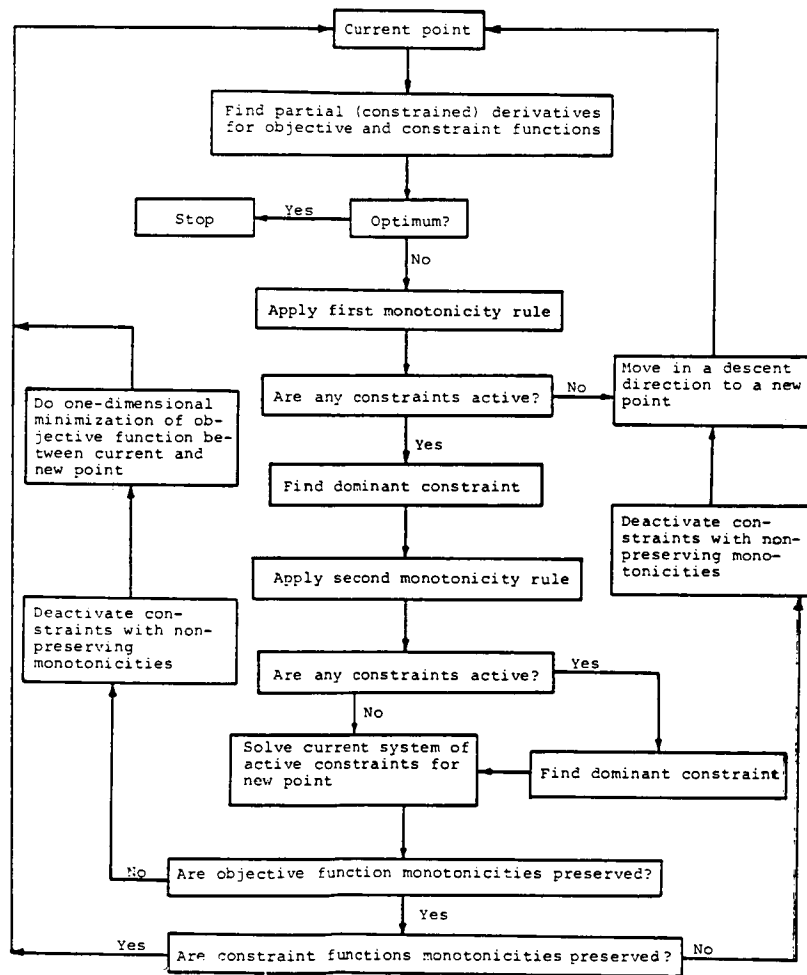 Current point
Find partial (constrained) derivatives
for objective and constraint functions
Stop
Yes
Optimum?
No
Apply first monotonicity rule
Are any constraints active?
No
Move in a descent
direction to a new
point
Do one-dimensional
minimization of ob-
jective function be-
tween current and
new point
Yes
Find dominant constraint
Deactivate con-
straints with non-
preserving mono-
tonicities
Apply second monotonicity rule
Deactivate con-
straints with non-
preserving
monotonicities
Are any constraints active?
Yes
No
Solve current system of
active constraints for
new point
Find dominant constraint
No
Are objective function monotonicities preserved?
Yes
Yes
Are constraint functions monotonicities preserved?
No